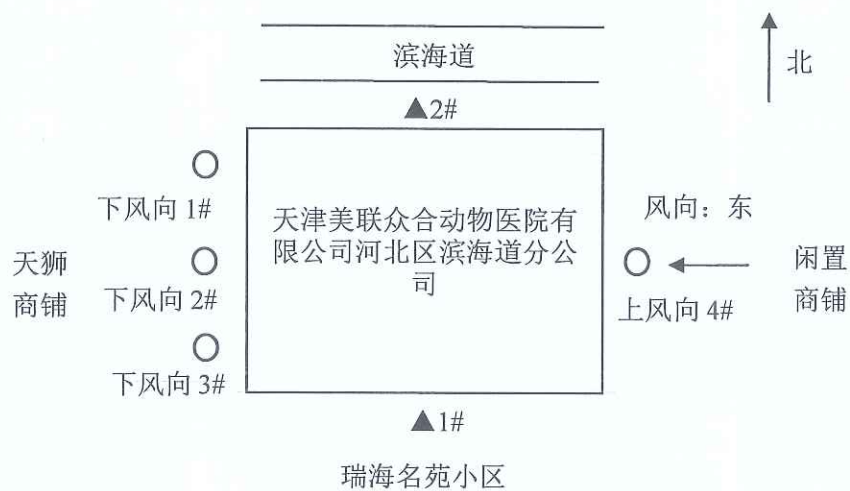 滨海道
北
▲2#
下风向 1#
天津美联众合动物医院有
限公司河北区滨海道分公
司
风向：东
天狮
商铺
下风向 2#
闲置
商铺
上风向 4#
下风向 3#
▲1#
瑞海名苑小区